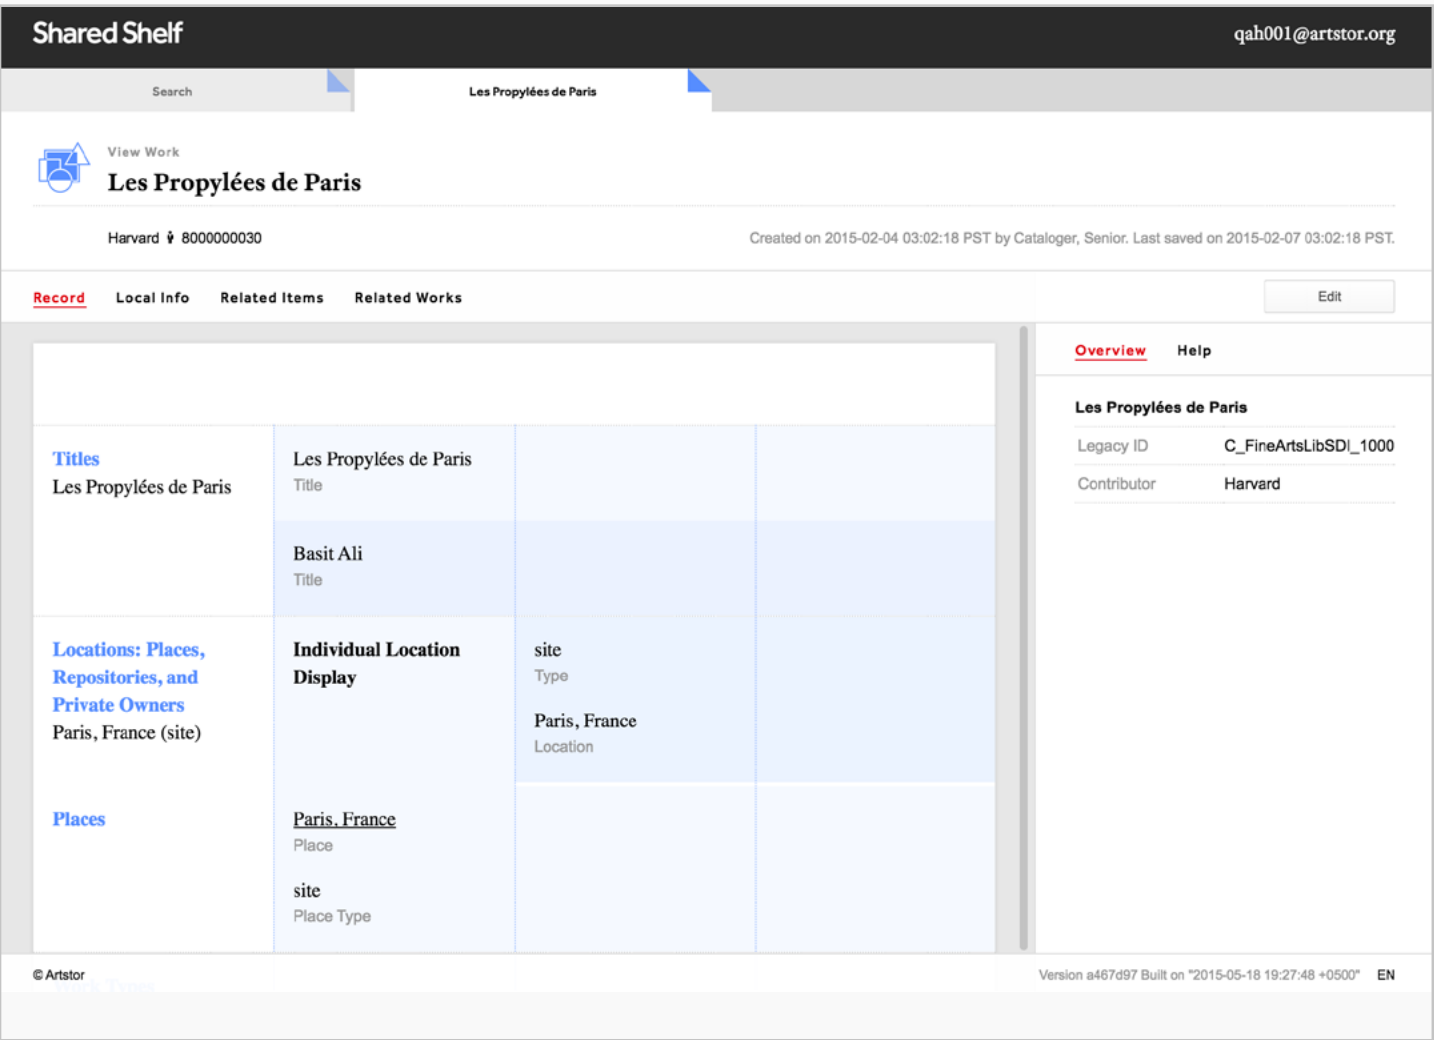 Shared Shelf
qah001@artstor.org
Search
Les Propylées de Paris
View Work
Les Propylées de Paris
Harvard 8000000030
Created on 2015-02-04 03:02:18 PST by Cataloger, Senior. Last saved on 2015-02-07 03:02:18 PST.
Record
Local Info
Related Items
Related Works
Edit
Titles
Les Propylées de Paris
Les Propylées de Paris
Title
Basit Ali
Title
Locations: Places,
Repositories, and
Private Owners
Paris, France (site)
Individual Location
Display
site
Type
Paris, France
Location
Places
Paris, France
Place
site
Place Type
Work Types
Overview
Help
Les Propylées de Paris
Legacy ID C_FineArtsLibSDI_1000
Contributor Harvard
© Artstor
Version a467d97 Built on "2015-05-18 19:27:48 +0500" EN